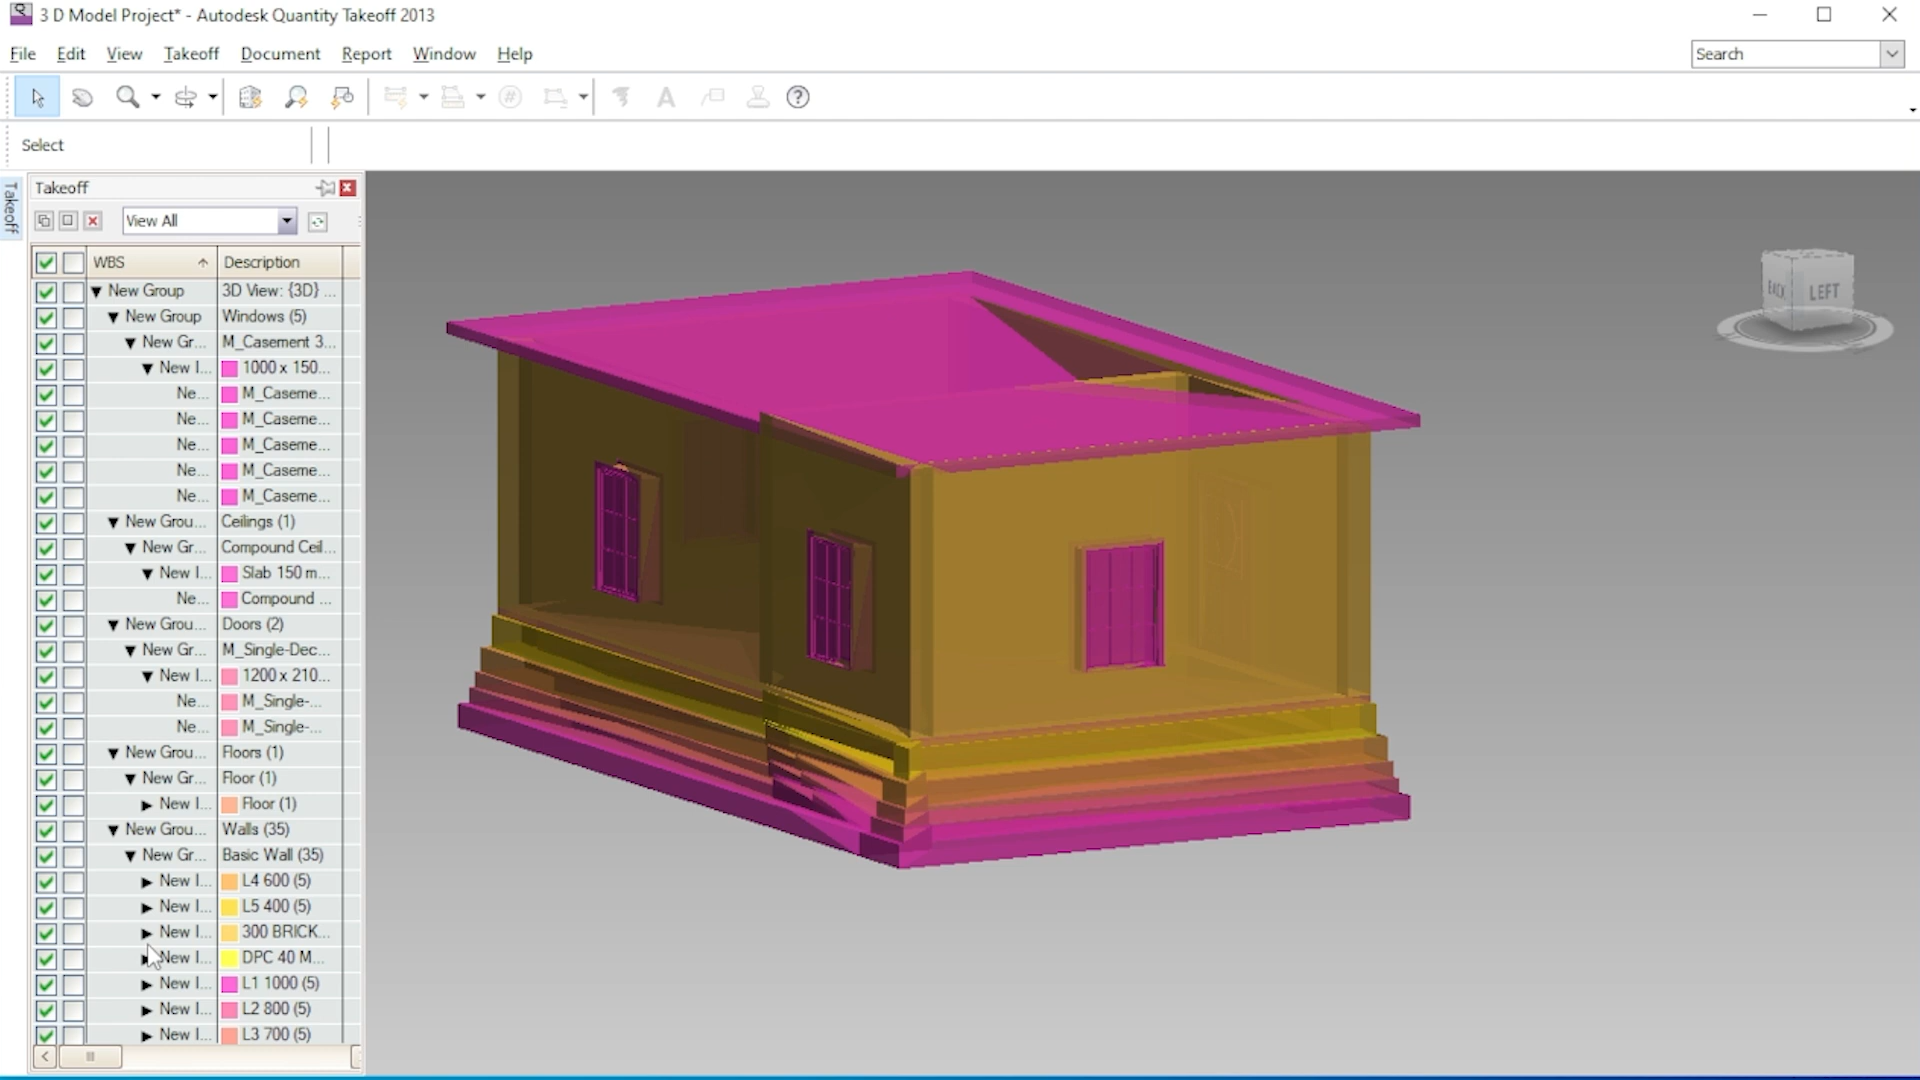 3 D Model Project* - Autodesk Quantity Takeoff 2013
File Edit View Takeoff Document Report Window Help
Search
Select
Takeoff
Takeoff
View All
WBS Description
New Group 3D View: {3D} ...
New Group Windows (5)
New Gr... M_Casement 3...
New I... 1000 x 150...
Ne... M_Caseme...
Ne... M_Caseme...
Ne... M_Caseme...
Ne... M_Caseme...
Ne... M_Caseme...
New Grou... Ceilings (1)
New Gr... Compound Ceil...
New I... Slab 150 m...
Ne... Compound ...
New Grou... Doors (2)
New Gr... M_Single-Dec...
New I... 1200 x 210...
Ne... M_Single-...
Ne... M_Single-...
New Grou... Floors (1)
New Gr... Floor (1)
New I... Floor (1)
New Grou... Walls (35)
New Gr... Basic Wall (35)
New I... L4 600 (5)
New I... L5 400 (5)
New I... 300 BRICK...
New I... DPC 40 M...
New I... L1 1000 (5)
New I... L2 800 (5)
New I... L3 700 (5)
BACK LEFT